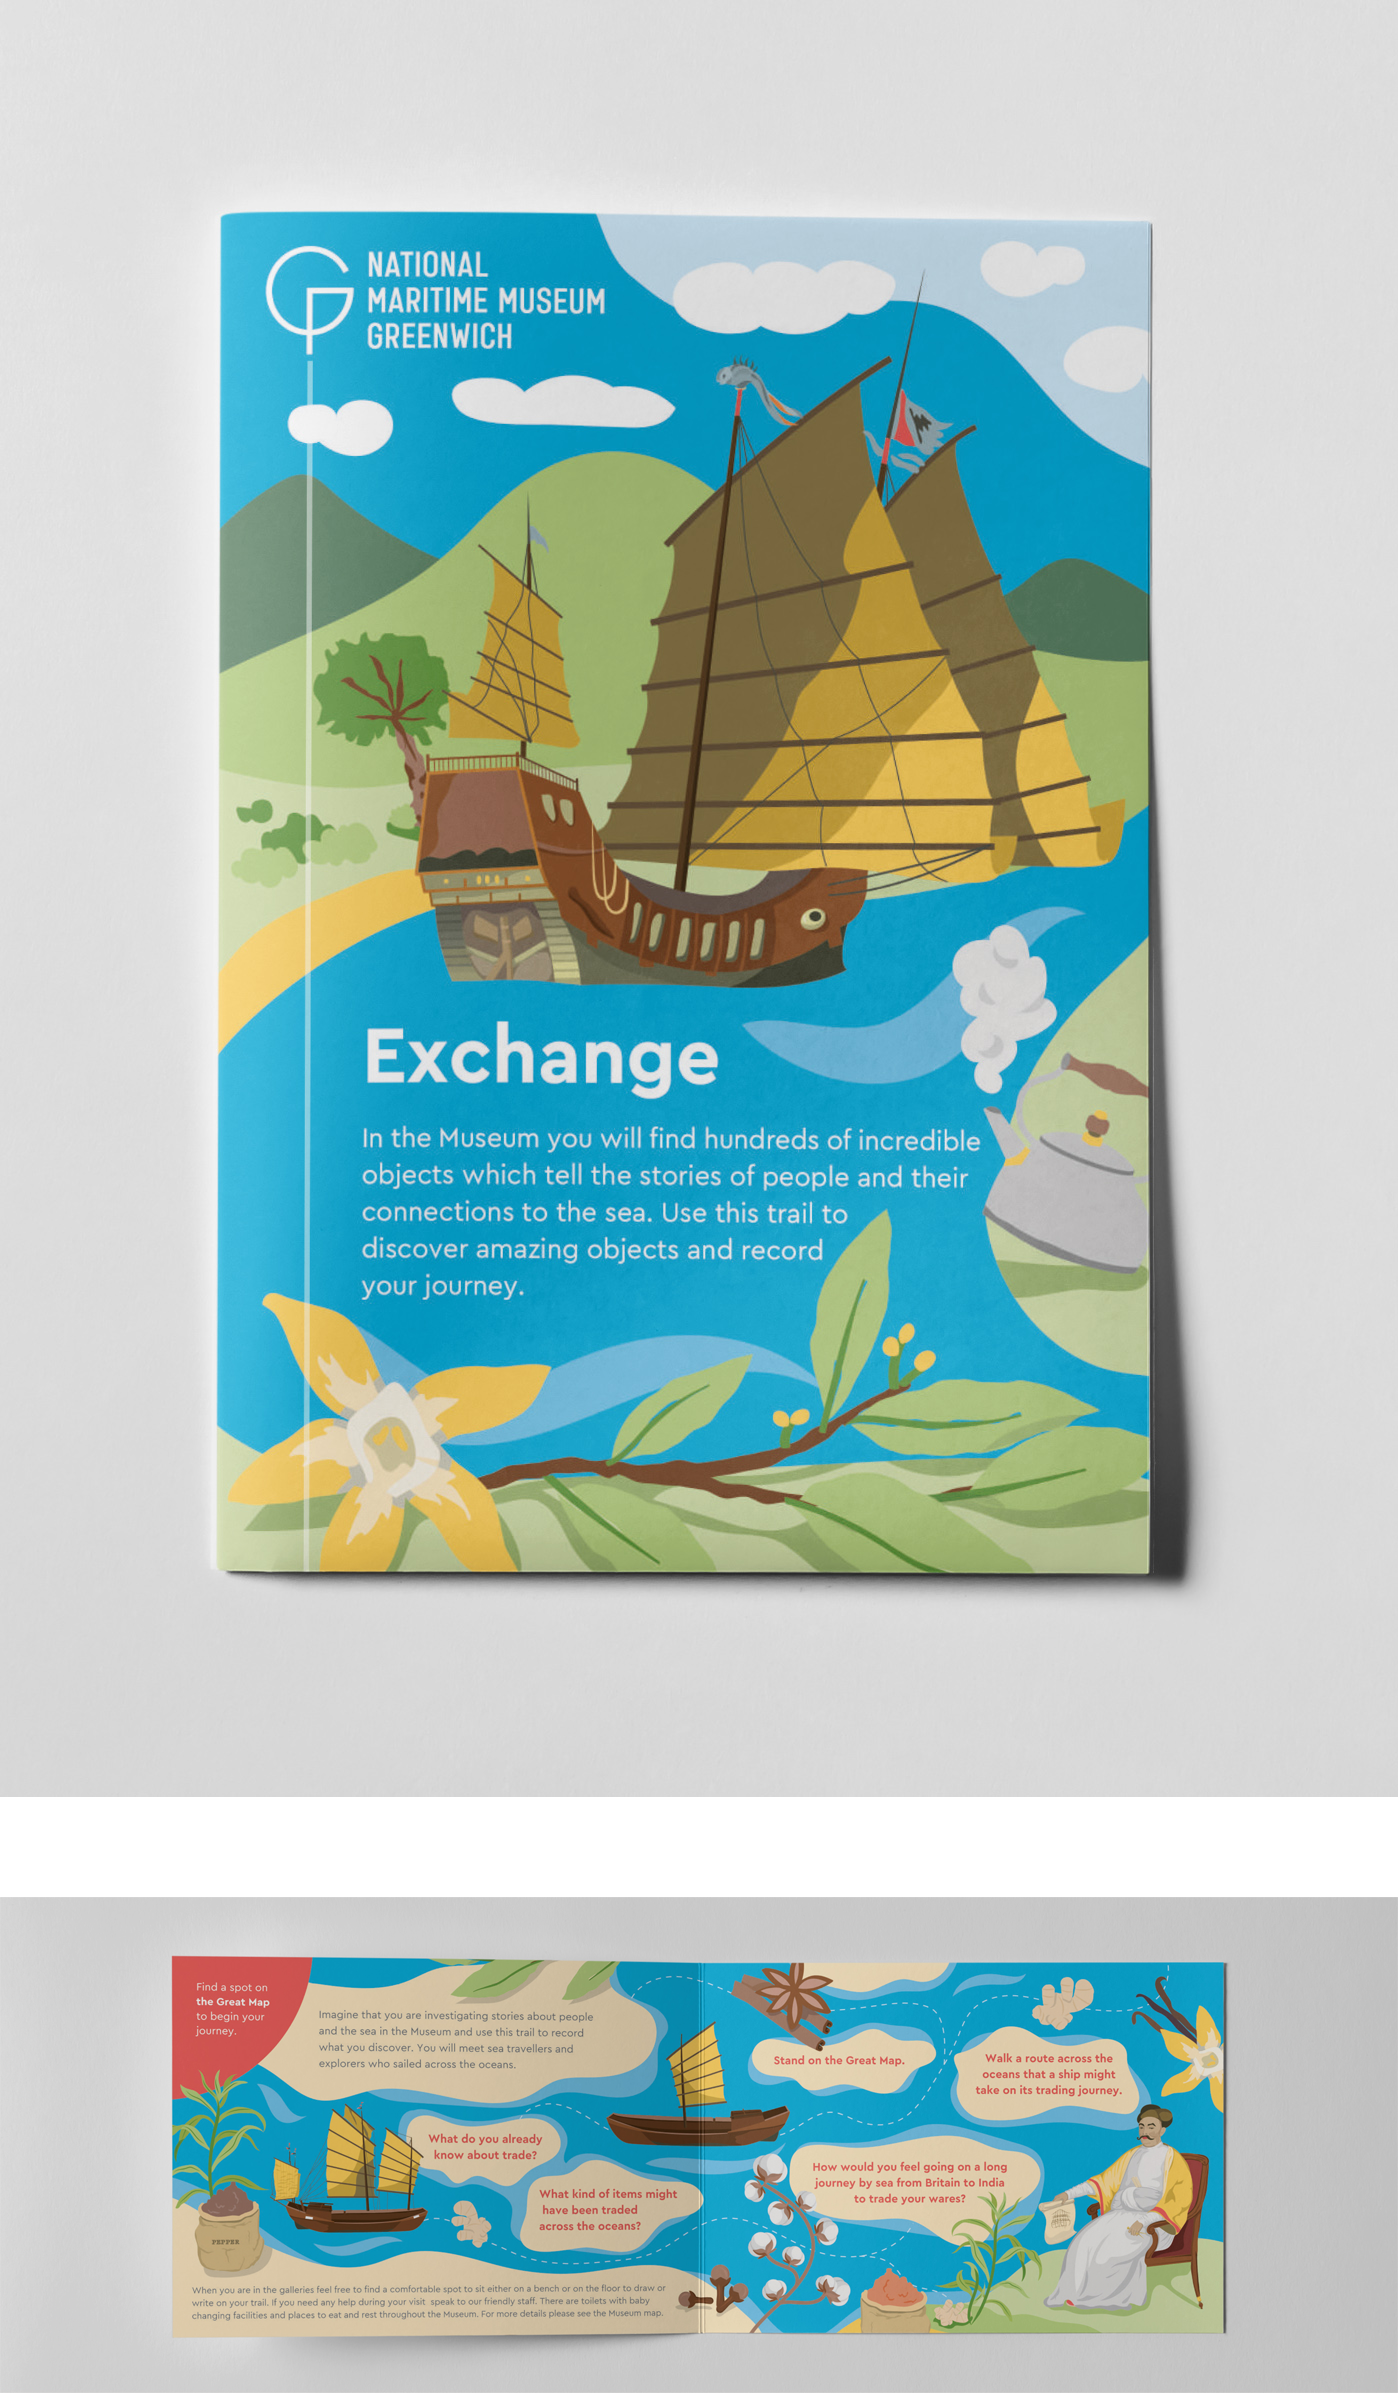 NATIONAL
MARITIME MUSEUM
GREENWICH
Exchange
In the Museum you will find hundreds of incredible
objects which tell the stories of people and their
connections to the sea. Use this trail to
discover amazing objects and record
your journey.
Find a spot on
the Great Map
to begin your
journey.
Imagine that you are investigating stories about people
and the sea in the Museum and use this trail to record
what you discover. You will meet sea travellers and
explorers who sailed across the oceans.
What do you already
know about trade?
What kind of items might
have been traded
across the oceans?
PEPPER
When you are in the galleries feel free to find a comfortable spot to sit either on a bench or on the floor to draw or
write on your trail. If you need any help during your visit speak to our friendly staff. There are toilets with baby
changing facilities and places to eat and rest throughout the Museum. For more details please see the Museum map.
Stand on the Great Map.
Walk a route across the
oceans that a ship might
take on its trading journey.
How would you feel going on a long
journey by sea from Britain to India
to trade your wares?